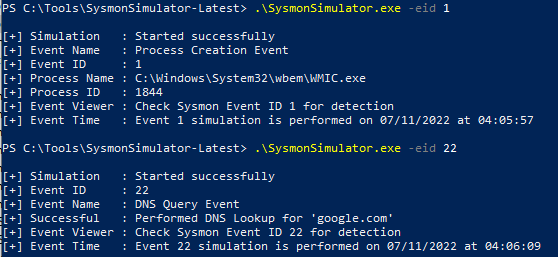 PS C:\Tools\SysmonSimulator-Latest> .\SysmonSimulator.exe -eid 1
[+] Simulation   : Started successfully
[+] Event Name   : Process Creation Event
[+] Event ID     : 1
[+] Process Name : C:\Windows\System32\wbem\WMIC.exe
[+] Process ID   : 1844
[+] Event Viewer : Check Sysmon Event ID 1 for detection
[+] Event Time   : Event 1 simulation is performed on 07/11/2022 at 04:05:57
PS C:\Tools\SysmonSimulator-Latest> .\SysmonSimulator.exe -eid 22
[+] Simulation   : Started successfully
[+] Event ID     : 22
[+] Event Name   : DNS Query Event
[+] Successful   : Performed DNS Lookup for 'google.com'
[+] Event Viewer : Check Sysmon Event ID 22 for detection
[+] Event Time   : Event 22 simulation is performed on 07/11/2022 at 04:06:09